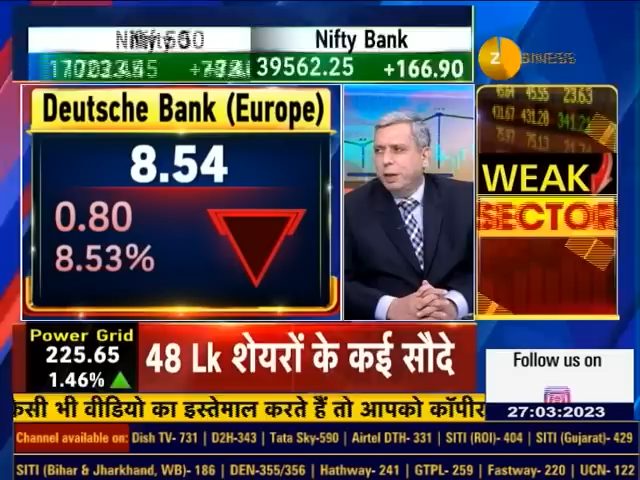 Nifty Bank
39562.25 +166.90
Deutsche Bank (Europe)
8.54
0.80
8.53%
WEAK
SECTOR
Power Grid
225.65
1.46%
48 Lk शेयरों के कई सौदे
Follow us on
27.03.2023
किसी भी वीडियो का इस्तेमाल करते हैं तो आपको कॉपीर
Channel available on: Dish TV- 731 | D2H-343 | Tata Sky-590 | Airtel DTH- 331 | SITI (ROI)- 404 | SITI (Gujarat)- 429
SITI (Bihar & Jharkhand, WB)- 186 | DEN-355/356 | Hathway- 241 | GTPL- 259 | Fastway- 220 | UCN- 122